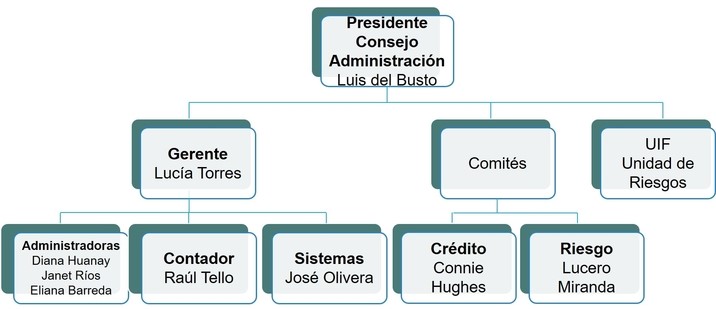 Presidente
Consejo
Administración
Luis del Busto
Gerente
Lucía Torres
Comités
UIF
Unidad de
Riesgos
Administradoras
Diana Huanay
Janet Ríos
Eliana Barreda
Contador
Raúl Tello
Sistemas
José Olivera
Crédito
Connie
Hughes
Riesgo
Lucero
Miranda